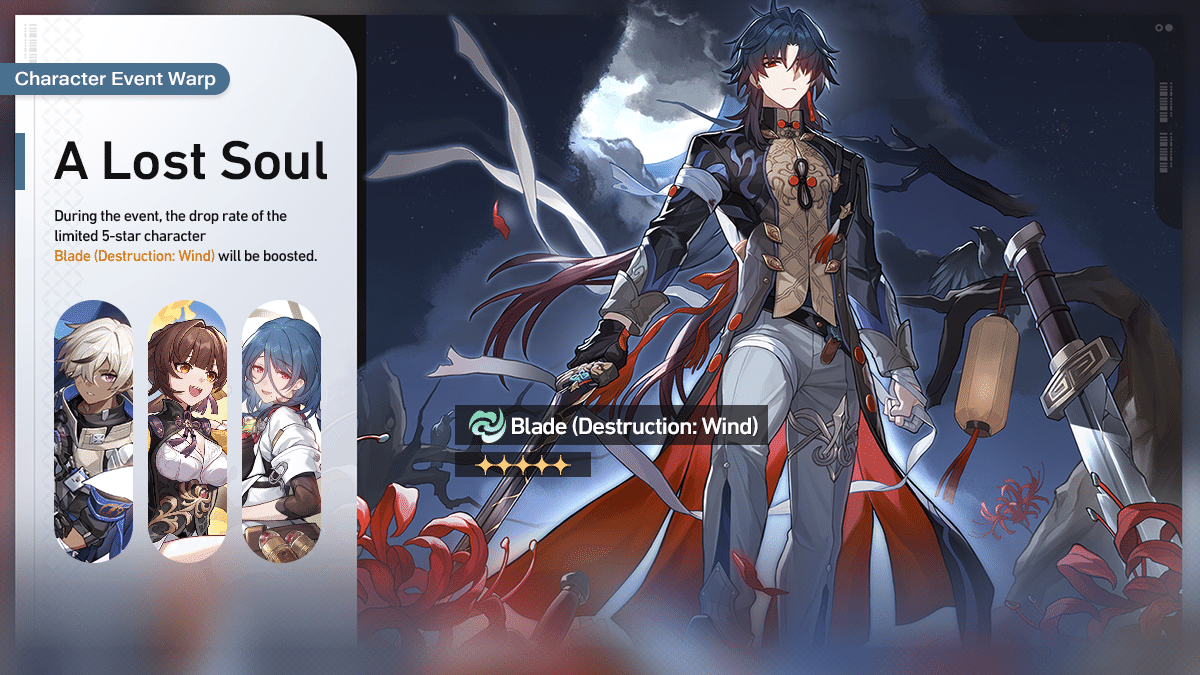 Character Event Warp
A Lost Soul
During the event, the drop rate of the
limited 5-star character
Blade (Destruction: Wind) will be boosted.
Blade (Destruction: Wind)